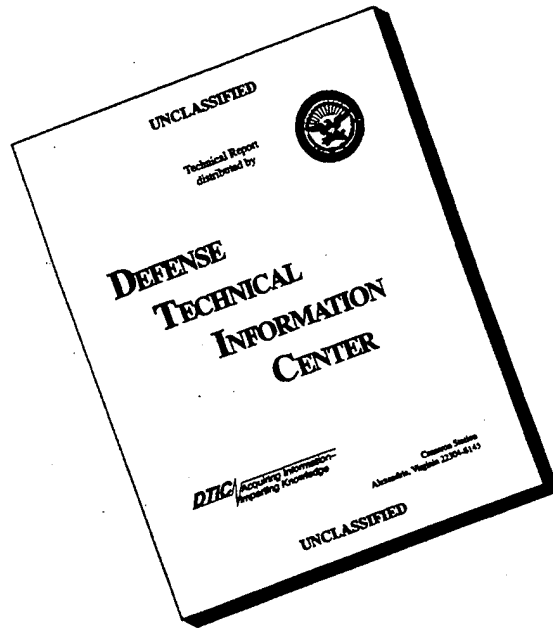 UNCLASSIFIED
Technical Report
distributed by
DEFENSE
TECHNICAL
INFORMATION
CENTER
DTIC
Acquiring Information-
Imparting Knowledge
Cameron Station
Alexandria, Virginia 22304-6145
UNCLASSIFIED